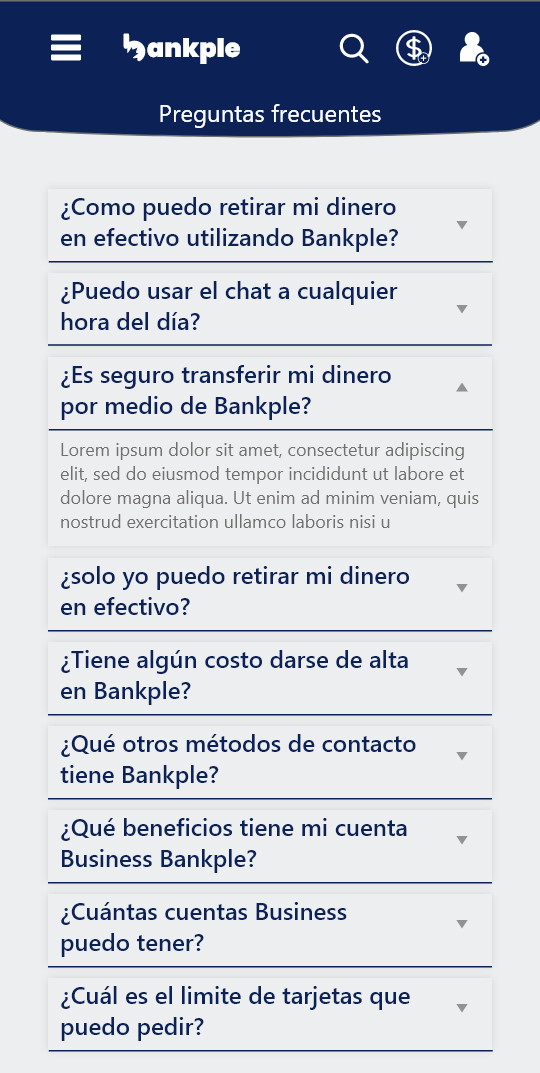 bankple
Preguntas frecuentes
¿Como puedo retirar mi dinero
en efectivo utilizando Bankple?
¿Puedo usar el chat a cualquier
hora del día?
¿Es seguro transferir mi dinero
por medio de Bankple?
Lorem ipsum dolor sit amet, consectetur adipiscing
elit, sed do eiusmod tempor incididunt ut labore et
dolore magna aliqua. Ut enim ad minim veniam, quis
nostrud exercitation ullamco laboris nisi u
¿solo yo puedo retirar mi dinero
en efectivo?
¿Tiene algún costo darse de alta
en Bankple?
¿Qué otros métodos de contacto
tiene Bankple?
¿Qué beneficios tiene mi cuenta
Business Bankple?
¿Cuántas cuentas Business
puedo tener?
¿Cuál es el limite de tarjetas que
puedo pedir?